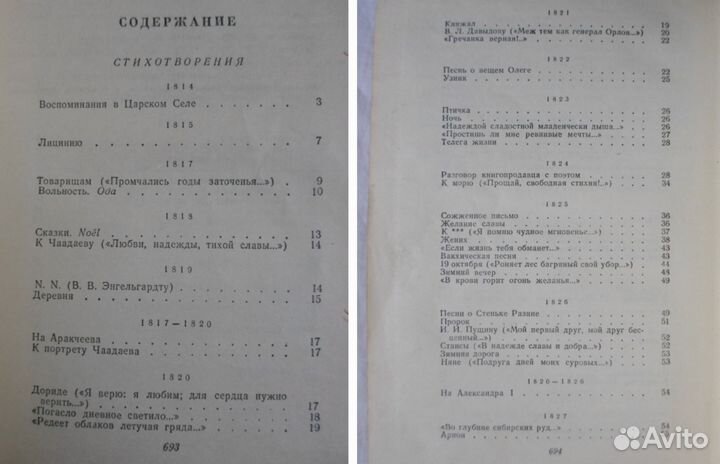 СОДЕРЖАНИЕ
СТИХОТВОРЕНИЯ
1814
Воспоминания в Царском Селе . . . . . . . 3
1815
Лицинию . . . . . . . . . . . . . . . 7
1817
Товарищам («Промчались годы заточенья...») . 9
Вольность. Ода . . . . . . . . . . . . 10
1818
Сказки. Noël . . . . . . . . . . . . . 13
К Чаадаеву («Любви, надежды, тихой славы...») 14
1819
N. N. (В. В. Энгельгардту) . . . . . . . . 14
Деревня . . . . . . . . . . . . . . . 15
1817—1820
На Аракчеева . . . . . . . . . . . . . 17
К портрету Чаадаева . . . . . . . . . . . 17
1820
Дориде («Я верю: я любим; для сердца нужно
верить...») . . . . . . . . . . . . . 17
«Погасло дневное светило...» . . . . . . . 18
«Редеет облаков летучая гряда...» . . . . . 19
693
1821
Кинжал . . . . . . . . . . . . . . . 19
В. Л. Давыдову («Меж тем как генерал Орлов...») 20
«Гречанка верная!..» . . . . . . . . . . 22
1822
Песнь о вещем Олеге . . . . . . . . . . 22
Узник . . . . . . . . . . . . . . . 25
1823
Птичка . . . . . . . . . . . . . . . 26
Ночь . . . . . . . . . . . . . . . . 26
«Надеждой сладостной младенчески дыша...» . . 26
«Простишь ли мне ревнивые мечты...» . . . . 27
Телега жизни . . . . . . . . . . . . . 28
1824
Разговор книгопродавца с поэтом . . . . . . 28
К морю («Прощай, свободная стихия!..») . . . 34
1825
Сожженное письмо . . . . . . . . . . . 36
Желание славы . . . . . . . . . . . . . 36
К *** («Я помню чудное мгновенье...») . . . . 37
Жених . . . . . . . . . . . . . . . 38
«Если жизнь тебя обманет...» . . . . . . . 43
Вакхическая песня . . . . . . . . . . . 43
19 октября («Роняет лес багряный свой убор...») . 44
Зимний вечер . . . . . . . . . . . . . 48
«В крови горит огонь желанья...» . . . . . . 49
1826
Песни о Стеньке Разине . . . . . . . . . 49
Пророк . . . . . . . . . . . . . . . 51
И. И. Пущину («Мой первый друг, мой друг бес-
ценный...») . . . . . . . . . . . . . 52
Стансы («В надежде славы и добра...») . . . . 52
Зимняя дорога . . . . . . . . . . . . . 53
Няне («Подруга дней моих суровых...») . . . . 53
На Александра I . . . . . . . . . . . . 54
1827
«Во глубине сибирских руд...» . . . . . . . 54
Арион . . . . . . . . . . . . . . .
694
Avito